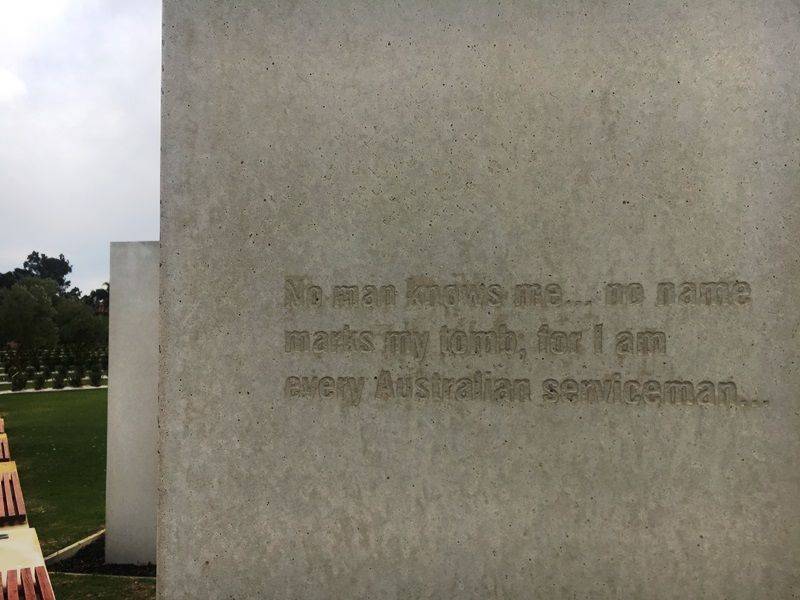 No man knows me... no name
marks my tomb; for I am
every Australian serviceman...